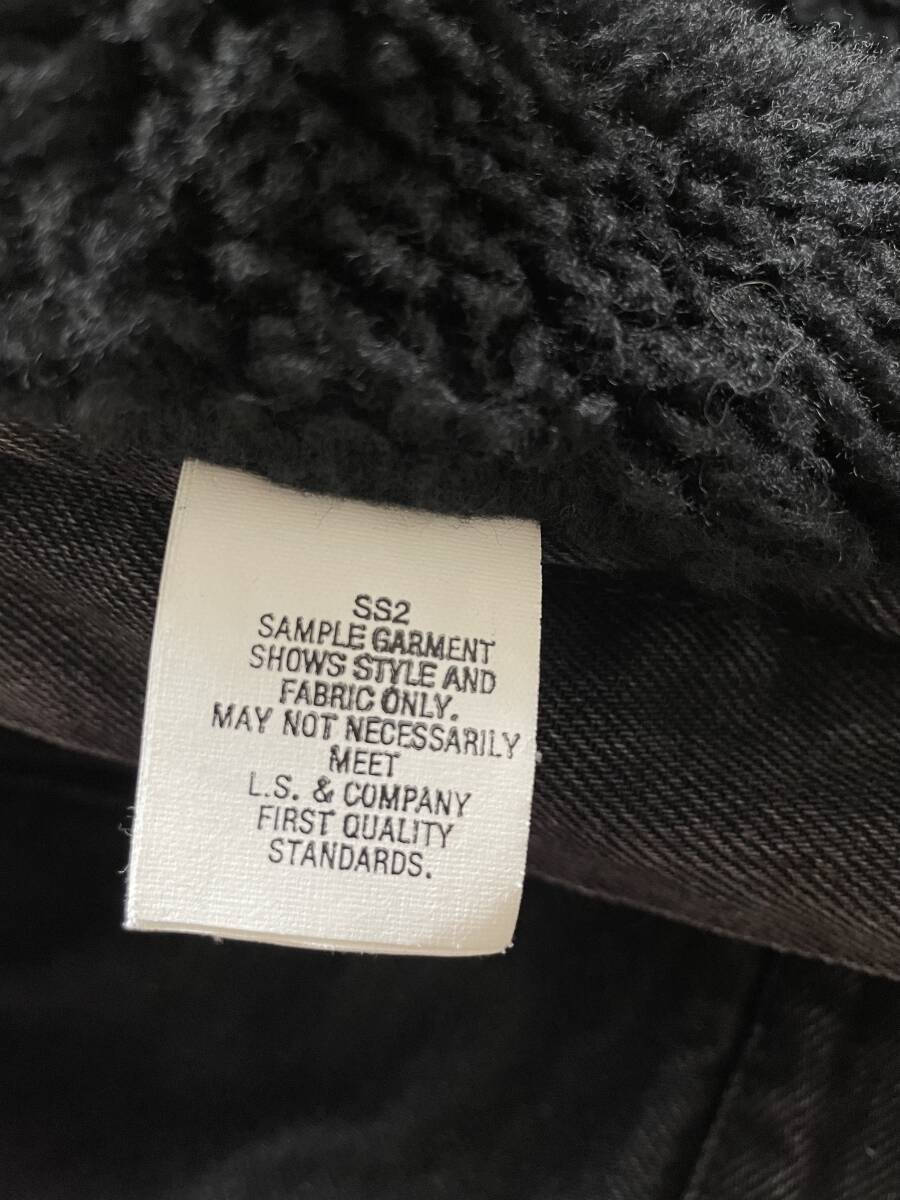 SS2
SAMPLE GARMENT
SHOWS STYLE AND
FABRIC ONLY.
MAY NOT NECESSARILY
MEET
L.S. & COMPANY
FIRST QUALITY
STANDARDS.